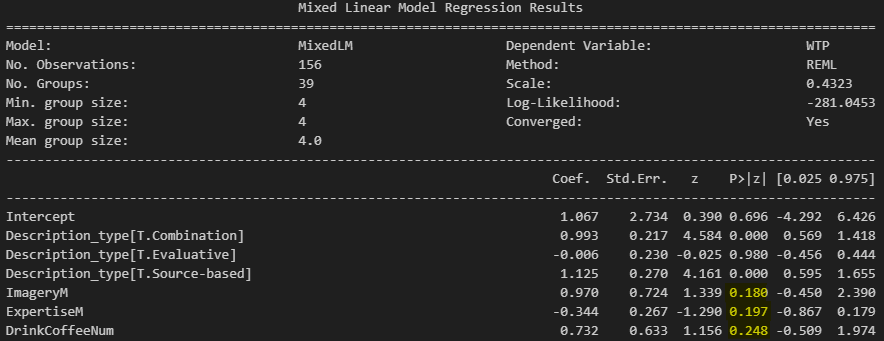 Mixed Linear Model Regression Results
================================================================================
Model: MixedLM Dependent Variable: WTP
No. Observations: 156 Method: REML
No. Groups: 39 Scale: 0.4323
Min. group size: 4 Log-Likelihood: -281.0453
Max. group size: 4 Converged: Yes
Mean group size: 4.0
--------------------------------------------------------------------------------
Coef. Std.Err. z P>|z| [0.025 0.975]
--------------------------------------------------------------------------------
Intercept 1.067 2.734 0.390 0.696 -4.292 6.426
Description_type[T.Combination] 0.993 0.217 4.584 0.000 0.569 1.418
Description_type[T.Evaluative] -0.006 0.230 -0.025 0.980 -0.456 0.444
Description_type[T.Source-based] 1.125 0.270 4.161 0.000 0.595 1.655
ImageryM 0.970 0.724 1.339 0.180 -0.450 2.390
ExpertiseM -0.344 0.267 -1.290 0.197 -0.867 0.179
DrinkCoffeeNum 0.732 0.633 1.156 0.248 -0.509 1.974